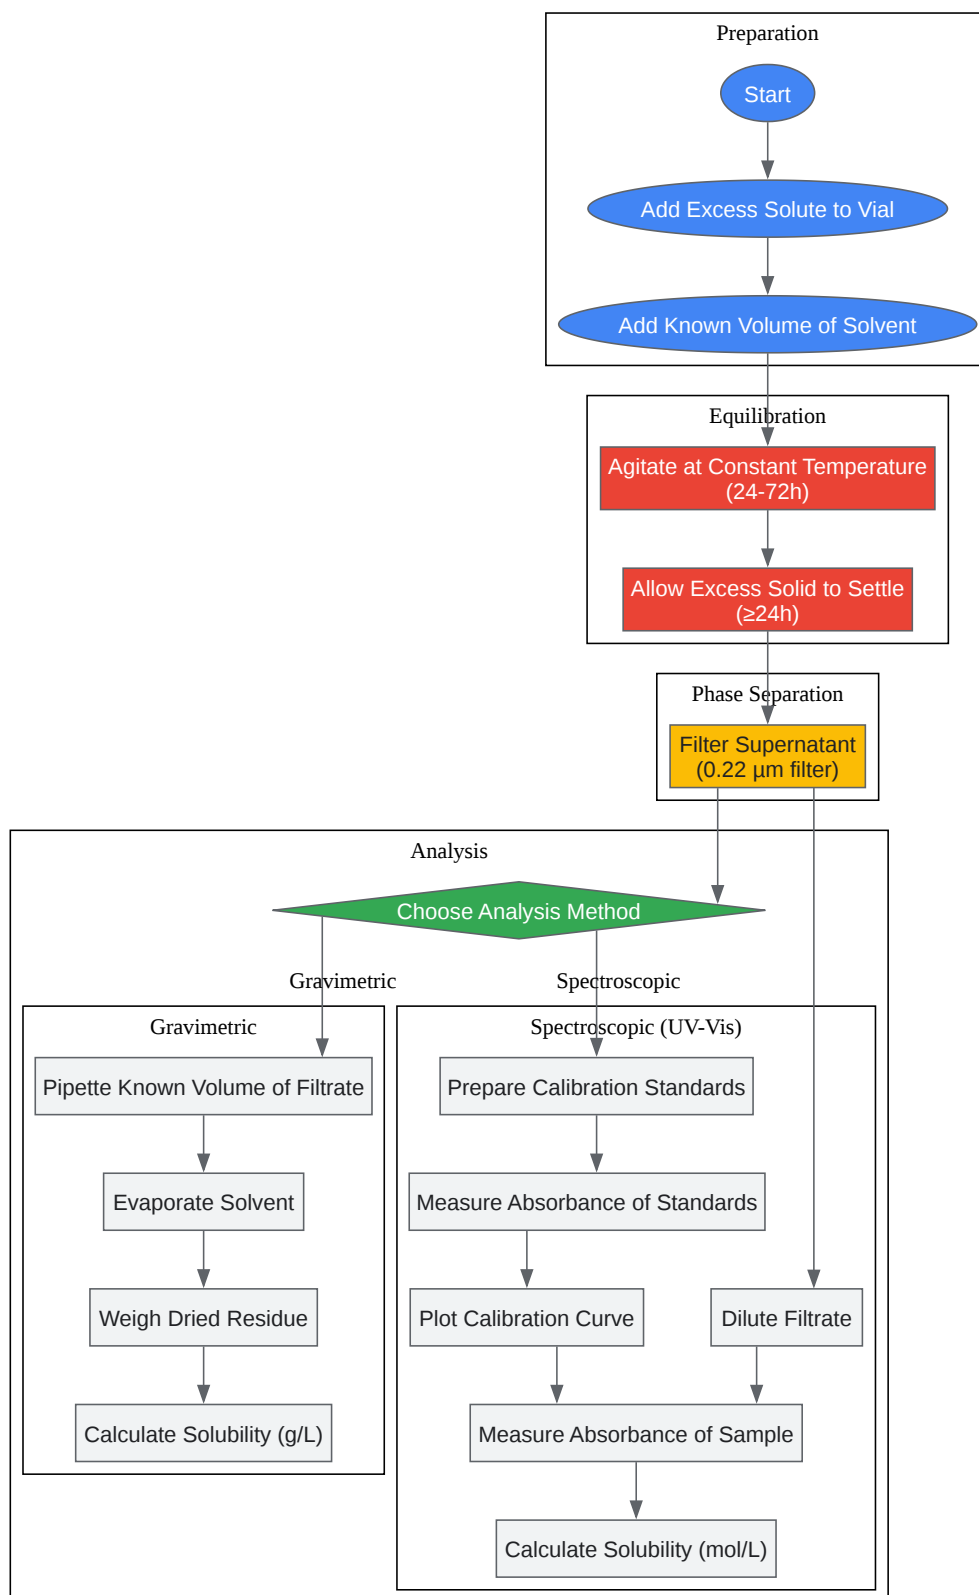 Preparation
Start
Add Excess Solute to Vial
Add Known Volume of Solvent
Equilibration
Agitate at Constant Temperature
(24-72h)
Allow Excess Solid to Settle
(≥24h)
Phase Separation
Filter Supernatant
(0.22 µm filter)
Analysis
Choose Analysis Method
Gravimetric
Spectroscopic
Gravimetric
Pipette Known Volume of Filtrate
Evaporate Solvent
Weigh Dried Residue
Calculate Solubility (g/L)
Spectroscopic (UV-Vis)
Prepare Calibration Standards
Measure Absorbance of Standards
Plot Calibration Curve
Dilute Filtrate
Measure Absorbance of Sample
Calculate Solubility (mol/L)